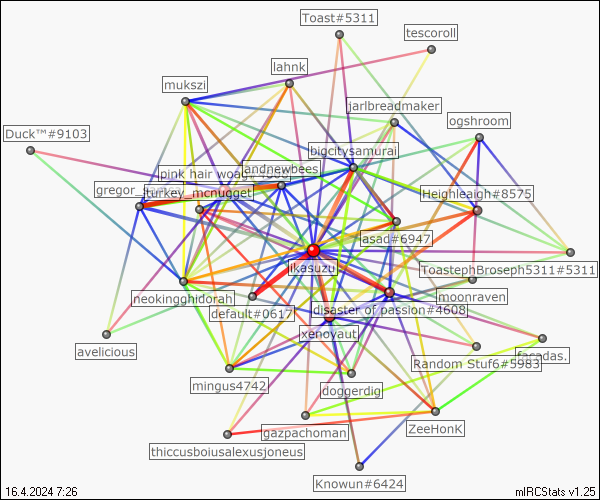 Toast#5311
tescoroll
lahnk
mukszi
jarlbreadmaker
ogshroom
Duck™#9103
bigcitysamurai
pink hair woa
landnewbees
gregor_
turkey_mcnugget
Heighleaigh#8575
asad#6947
ikasuzu
ToastephBroseph5311#5311
neokingghidorah
default#0617
disaster of passion#4608
moonraven
xenoyaut
avelicious
facadas.
Random Stuf6#5983
mingus4742
doggerdig
gazpachoman
ZeeHonK
thiccusboiusalexusjoneus
Knowun#6424
16.4.2024 7:26
mIRCStats v1.25